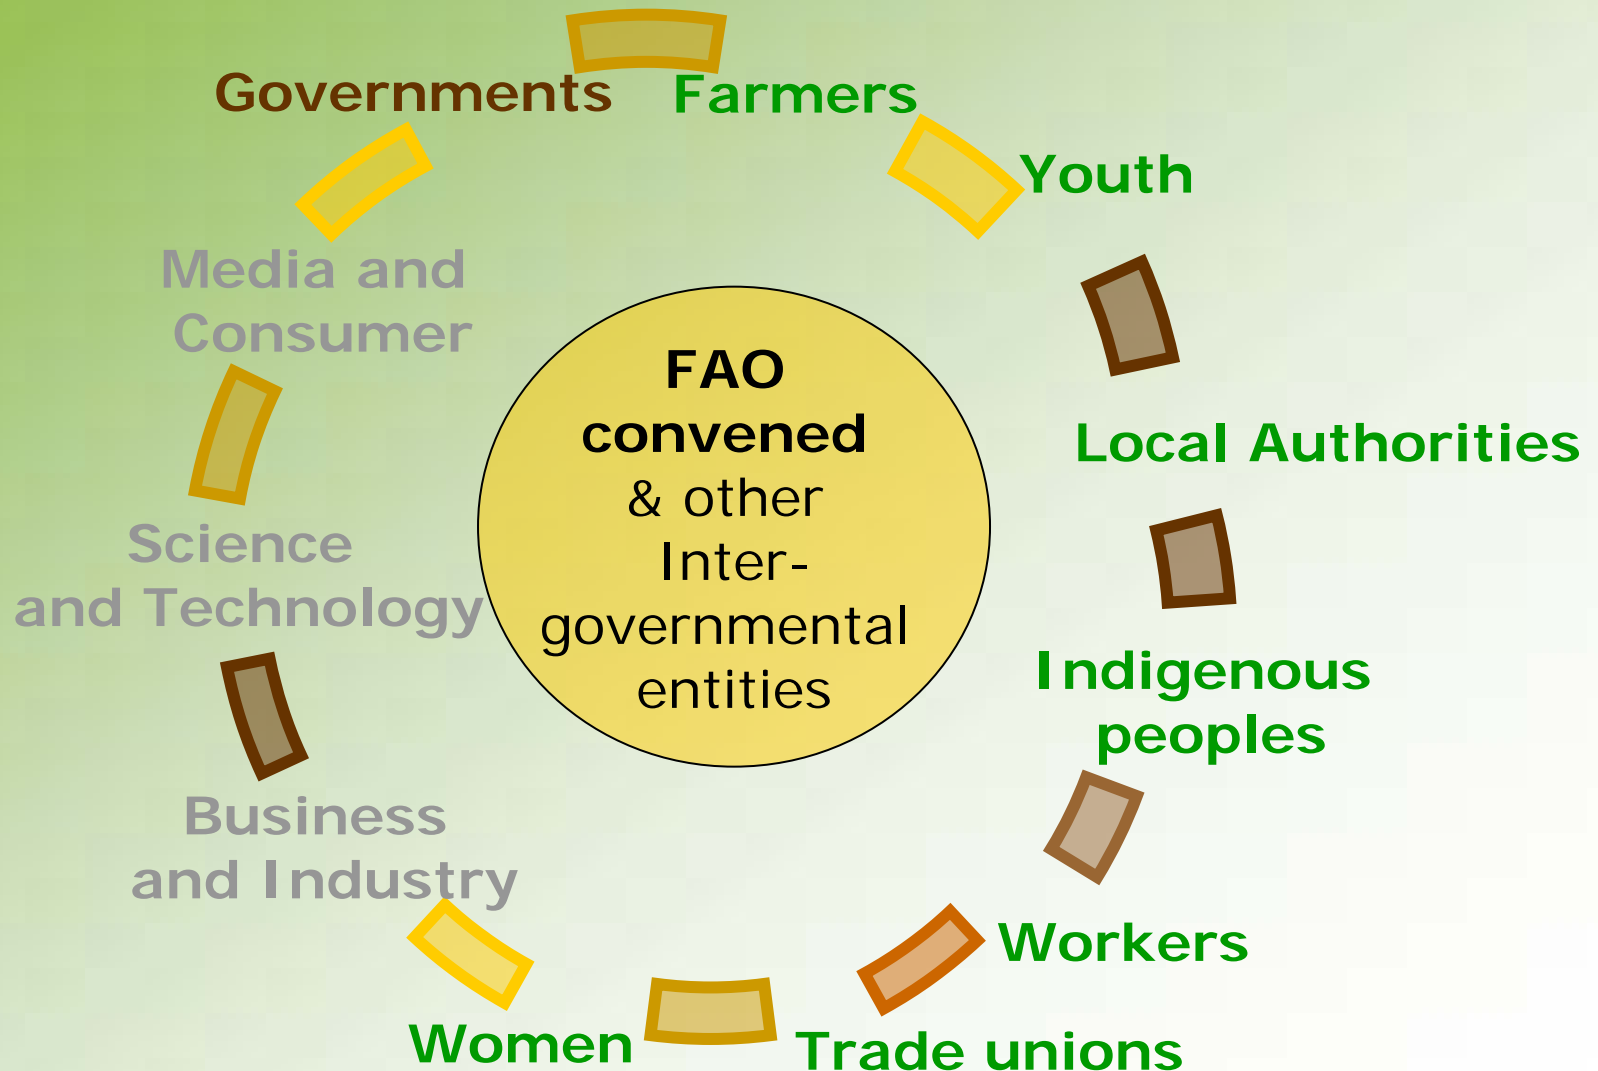 Governments
Farmers
Youth
Media and
Consumer
FAO
convened
& other
Inter-
governmental
entities
Local Authorities
Science
and Technology
Indigenous
peoples
Business
and Industry
Workers
Women
Trade unions